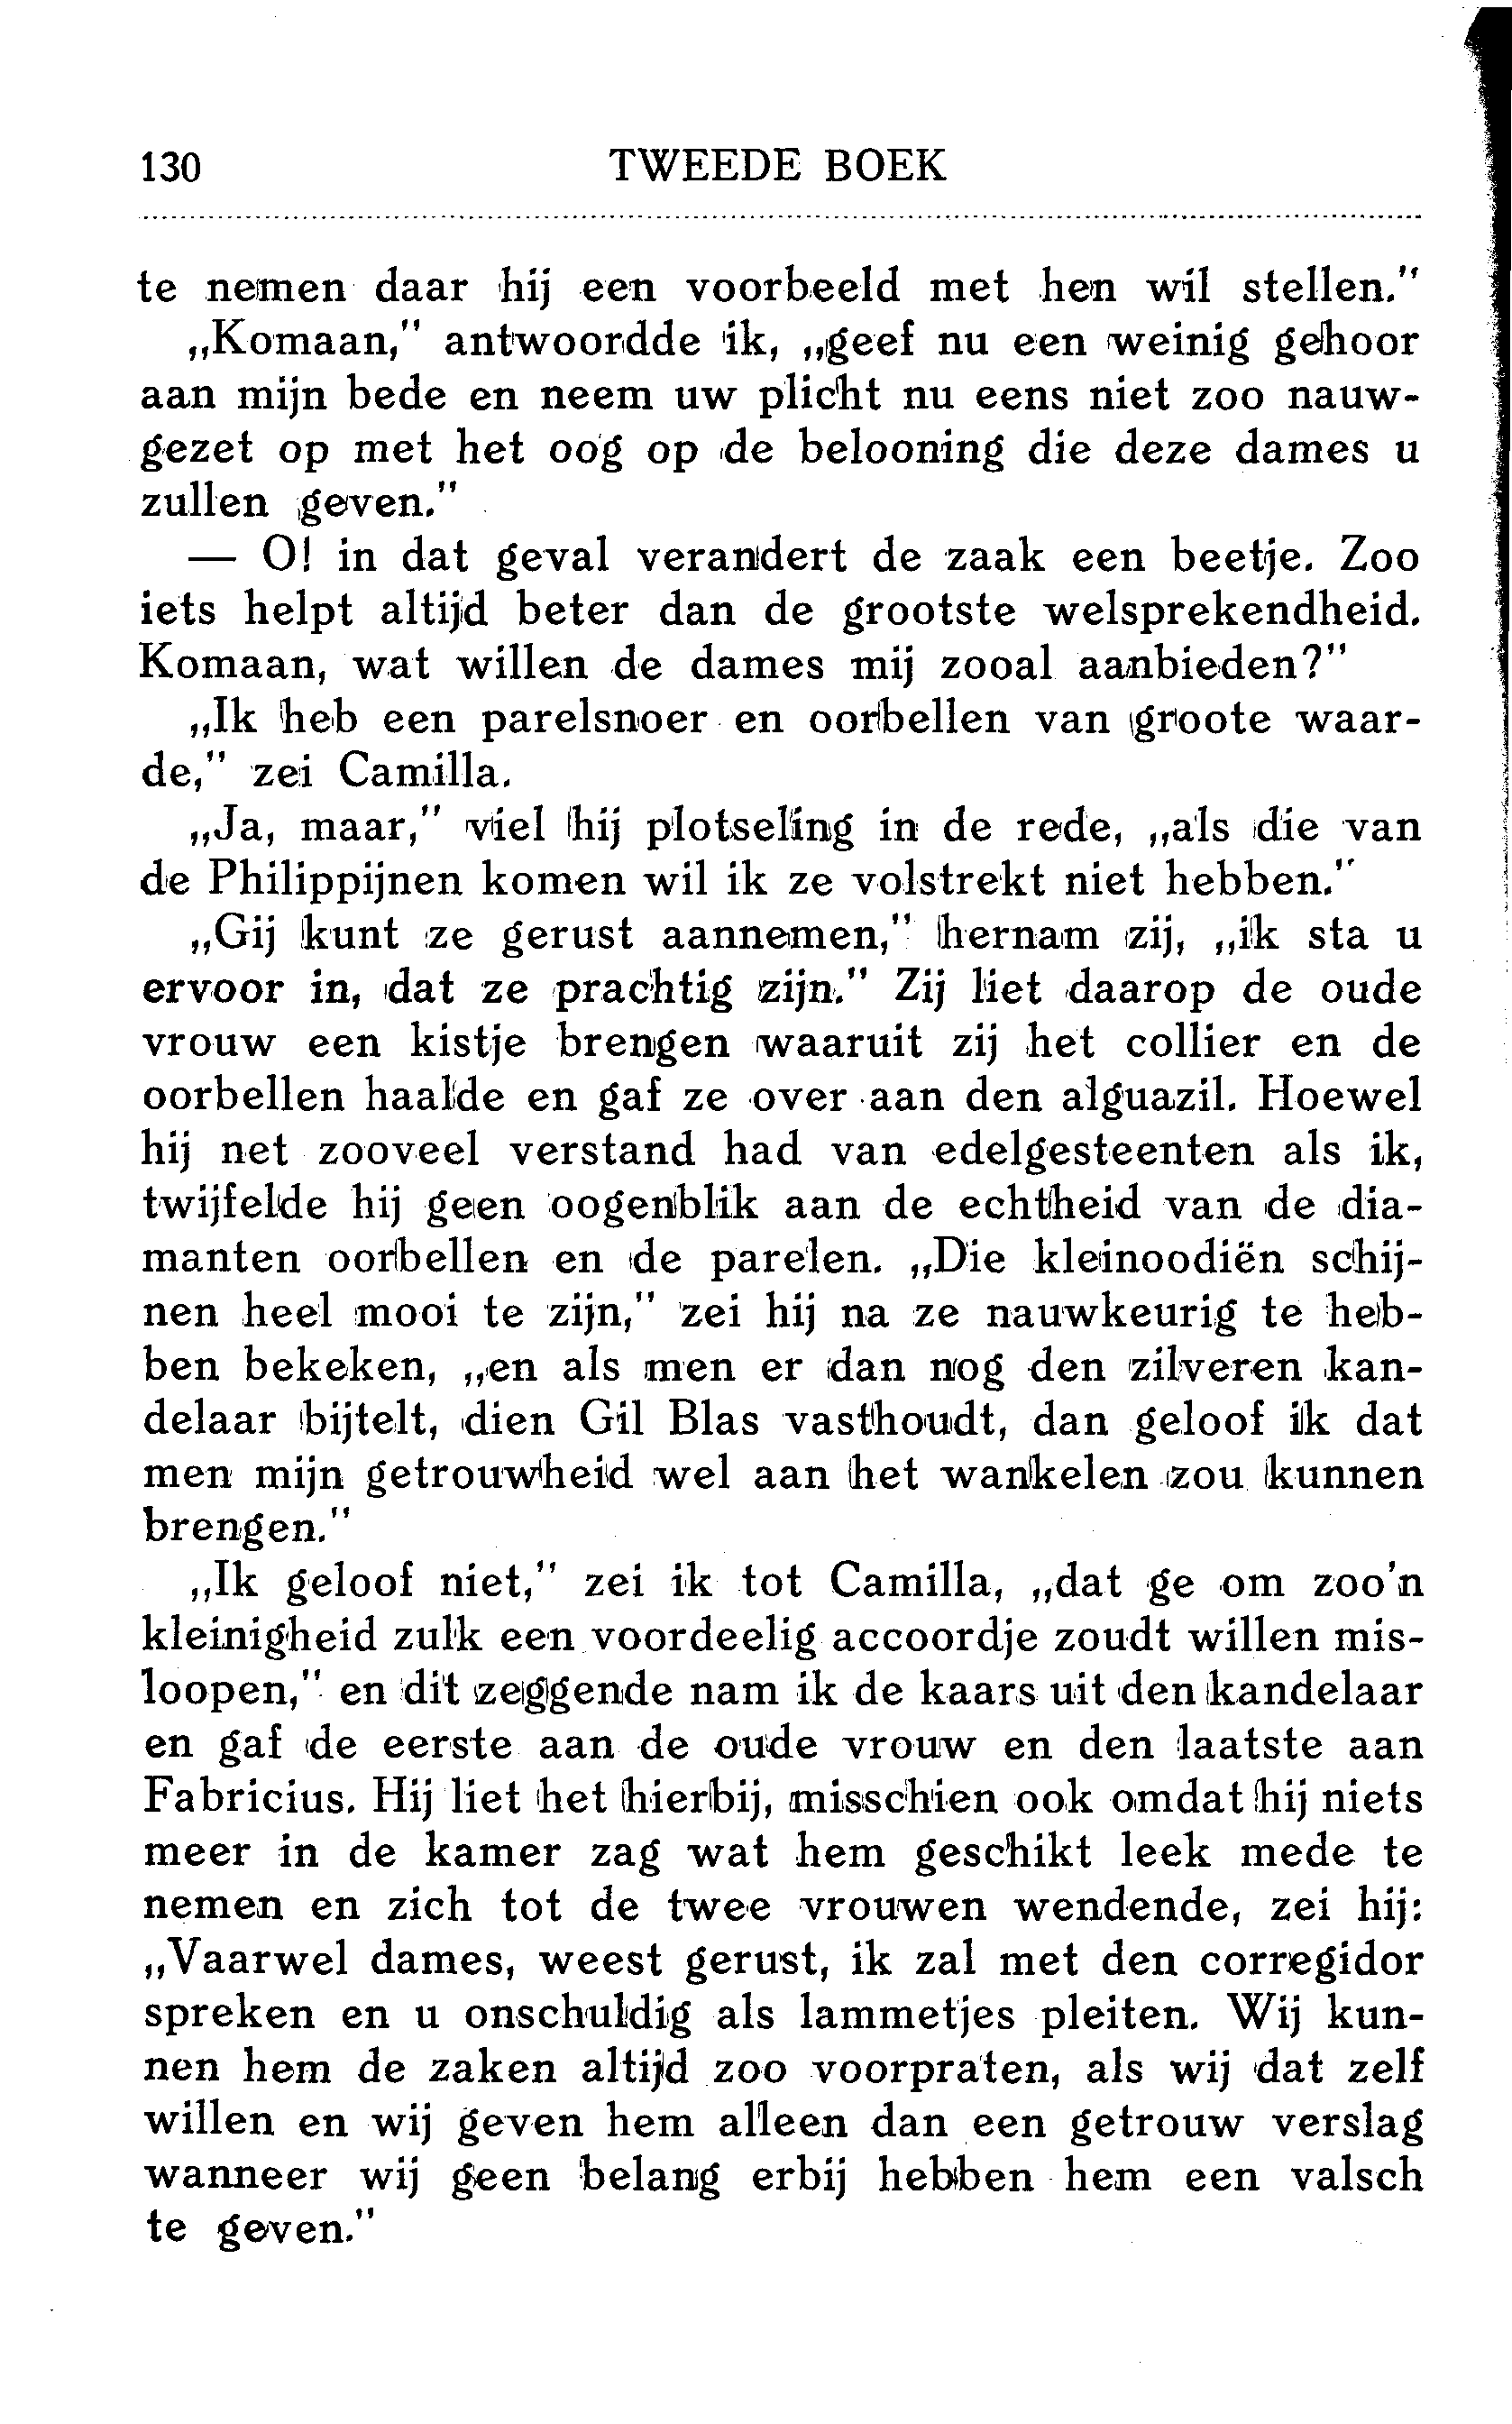 130 TWEEDE BOEK
te nemen daar hij een voorbeeld met hen wil stellen."
„Komaan," antwoordde ik, „geef nu een weinig gehoor
aan mijn bede en neem uw plicht nu eens niet zoo nauw-
gezet op met het oog op de belooning die deze dames u
zullen geven."
— O! in dat geval verandert de zaak een beetje. Zoo
iets helpt altijd beter dan de grootste welsprekendheid.
Komaan, wat willen de dames mij zooal aanbieden?"
„Ik heb een parelsnoer en oorbellen van groote waar-
de," zei Camilla.
„Ja, maar," viel hij plotseling in de rede, „als die van
de Philippijnen komen wil ik ze volstrekt niet hebben."
„Gij kunt ze gerust aannemen," hernam zij, „ik sta u
ervoor in, dat ze prachtig zijn." Zij liet daarop de oude
vrouw een kistje brengen waaruit zij het collier en de
oorbellen haalde en gaf ze over aan den alguazil. Hoewel
hij net zooveel verstand had van edelgesteenten als ik,
twijfelde hij geen oogenblik aan de echtheid van de dia-
manten oorbellen en de parelen. „Die kleinoodiën schij-
nen heel mooi te zijn," zei hij na ze nauwkeurig te heb-
ben bekeken, „en als men er dan nog den zilveren kan-
delaar bijtelt, dien Gil Blas vasthoudt, dan geloof ik dat
men mijn getrouwheid wel aan het wankelen zou kunnen
brengen."
„Ik geloof niet," zei ik tot Camilla, „dat ge om zoo'n
kleinigheid zulk een voordeelig accoordje zoudt willen mis-
loopen," en dit zeggende nam ik de kaars uit den kandelaar
en gaf de eerste aan de oude vrouw en den laatste aan
Fabricius. Hij liet het hierbij, misschien ook omdat hij niets
meer in de kamer zag wat hem geschikt leek mede te
nemen en zich tot de twee vrouwen wendende, zei hij:
„Vaarwel dames, weest gerust, ik zal met den corregidor
spreken en u onschuldig als lammetjes pleiten. Wij kun-
nen hem de zaken altijd zoo voorpraten, als wij dat zelf
willen en wij geven hem alleen dan een getrouw verslag
wanneer wij geen belang erbij hebben hem een valsch
te geven."